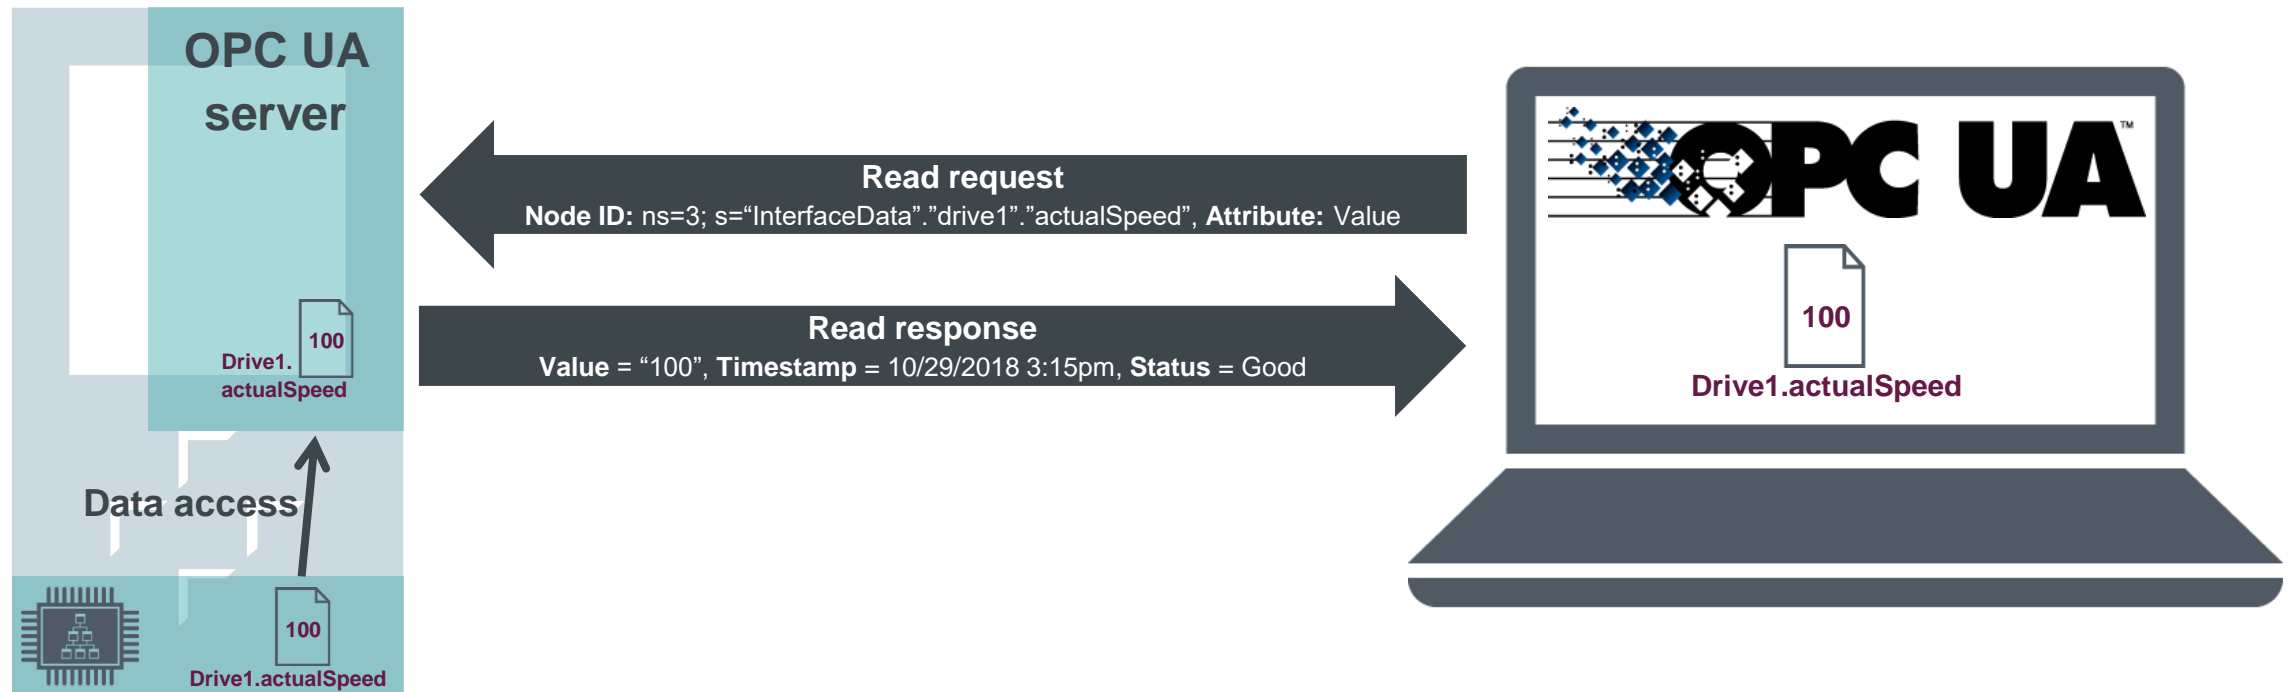 OPC UA
server
100
Drive1.
actualSpeed
Data access
100
Drive1.actualSpeed
Read request
Node ID: ns=3; s=“InterfaceData”.”drive1”.”actualSpeed”, Attribute: Value
Read response
Value = “100”, Timestamp = 10/29/2018 3:15pm, Status = Good
OPC UA™
100
Drive1.actualSpeed